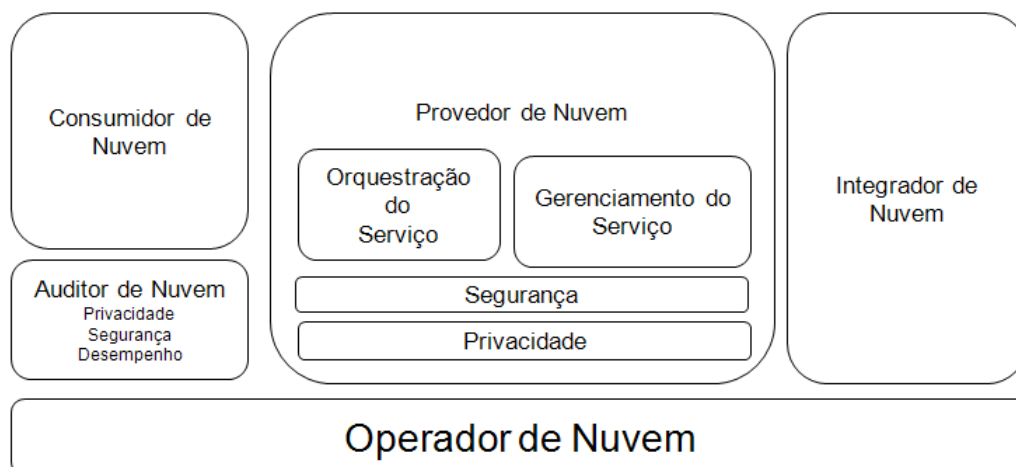 Consumidor de
Nuvem
Auditor de Nuvem
Privacidade
Segurança
Desempenho
Provedor de Nuvem
Orquestração
do
Serviço
Gerenciamento do
Serviço
Segurança
Privacidade
Integrador de
Nuvem
Operador de Nuvem